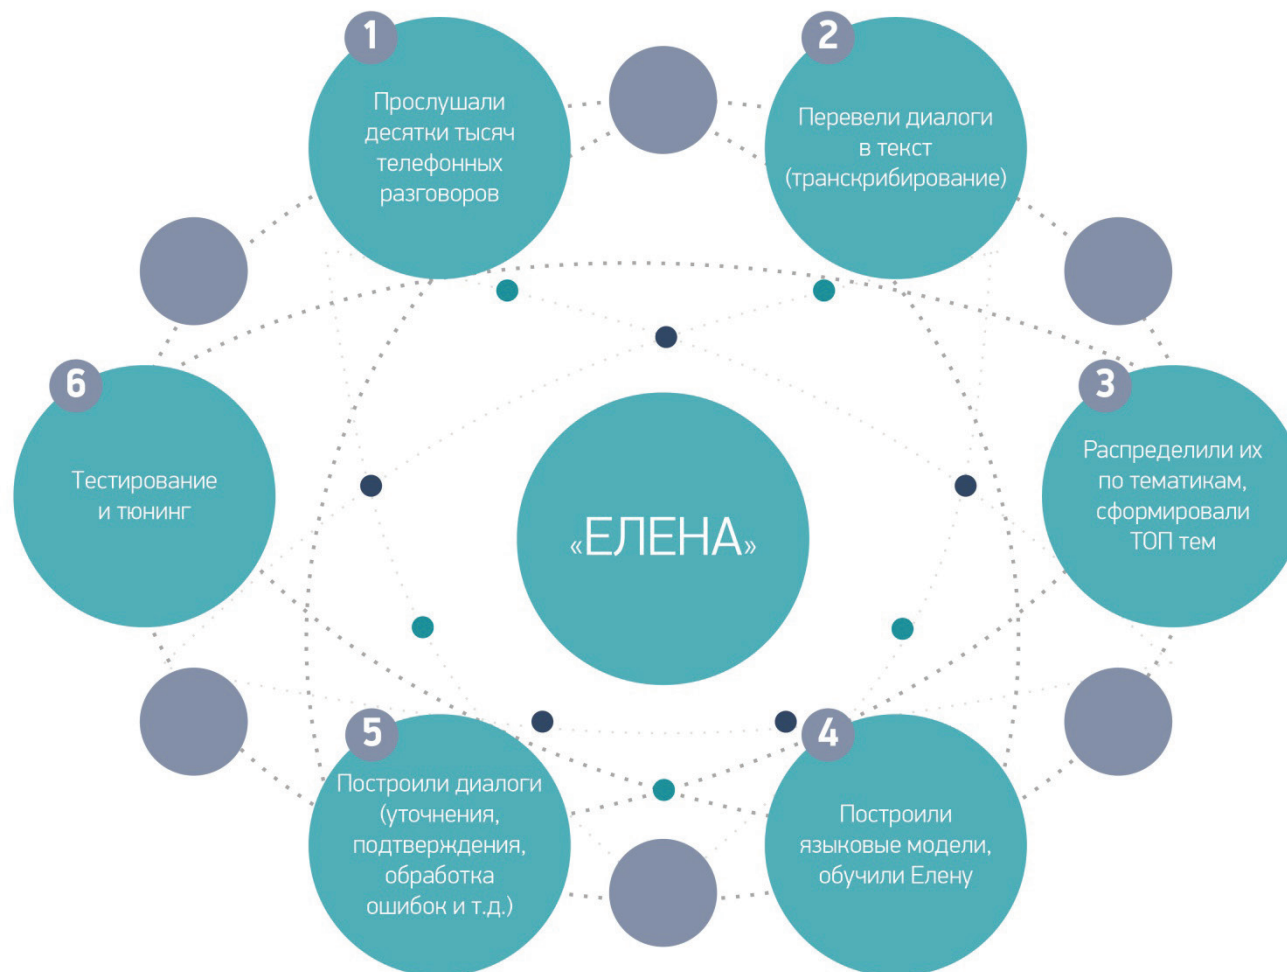 1
Прослушали
десятки тысяч
телефонных
разговоров
2
Перевели диалоги
в текст
(транскрибирование)
3
Распределили их
по тематикам,
сформировали
ТОП тем
4
Построили
языковые модели,
обучили Елену
5
Построили диалоги
(уточнения,
подтверждения,
обработка
ошибок и т.д.)
6
Тестирование
и тюнинг
«ЕЛЕНА»